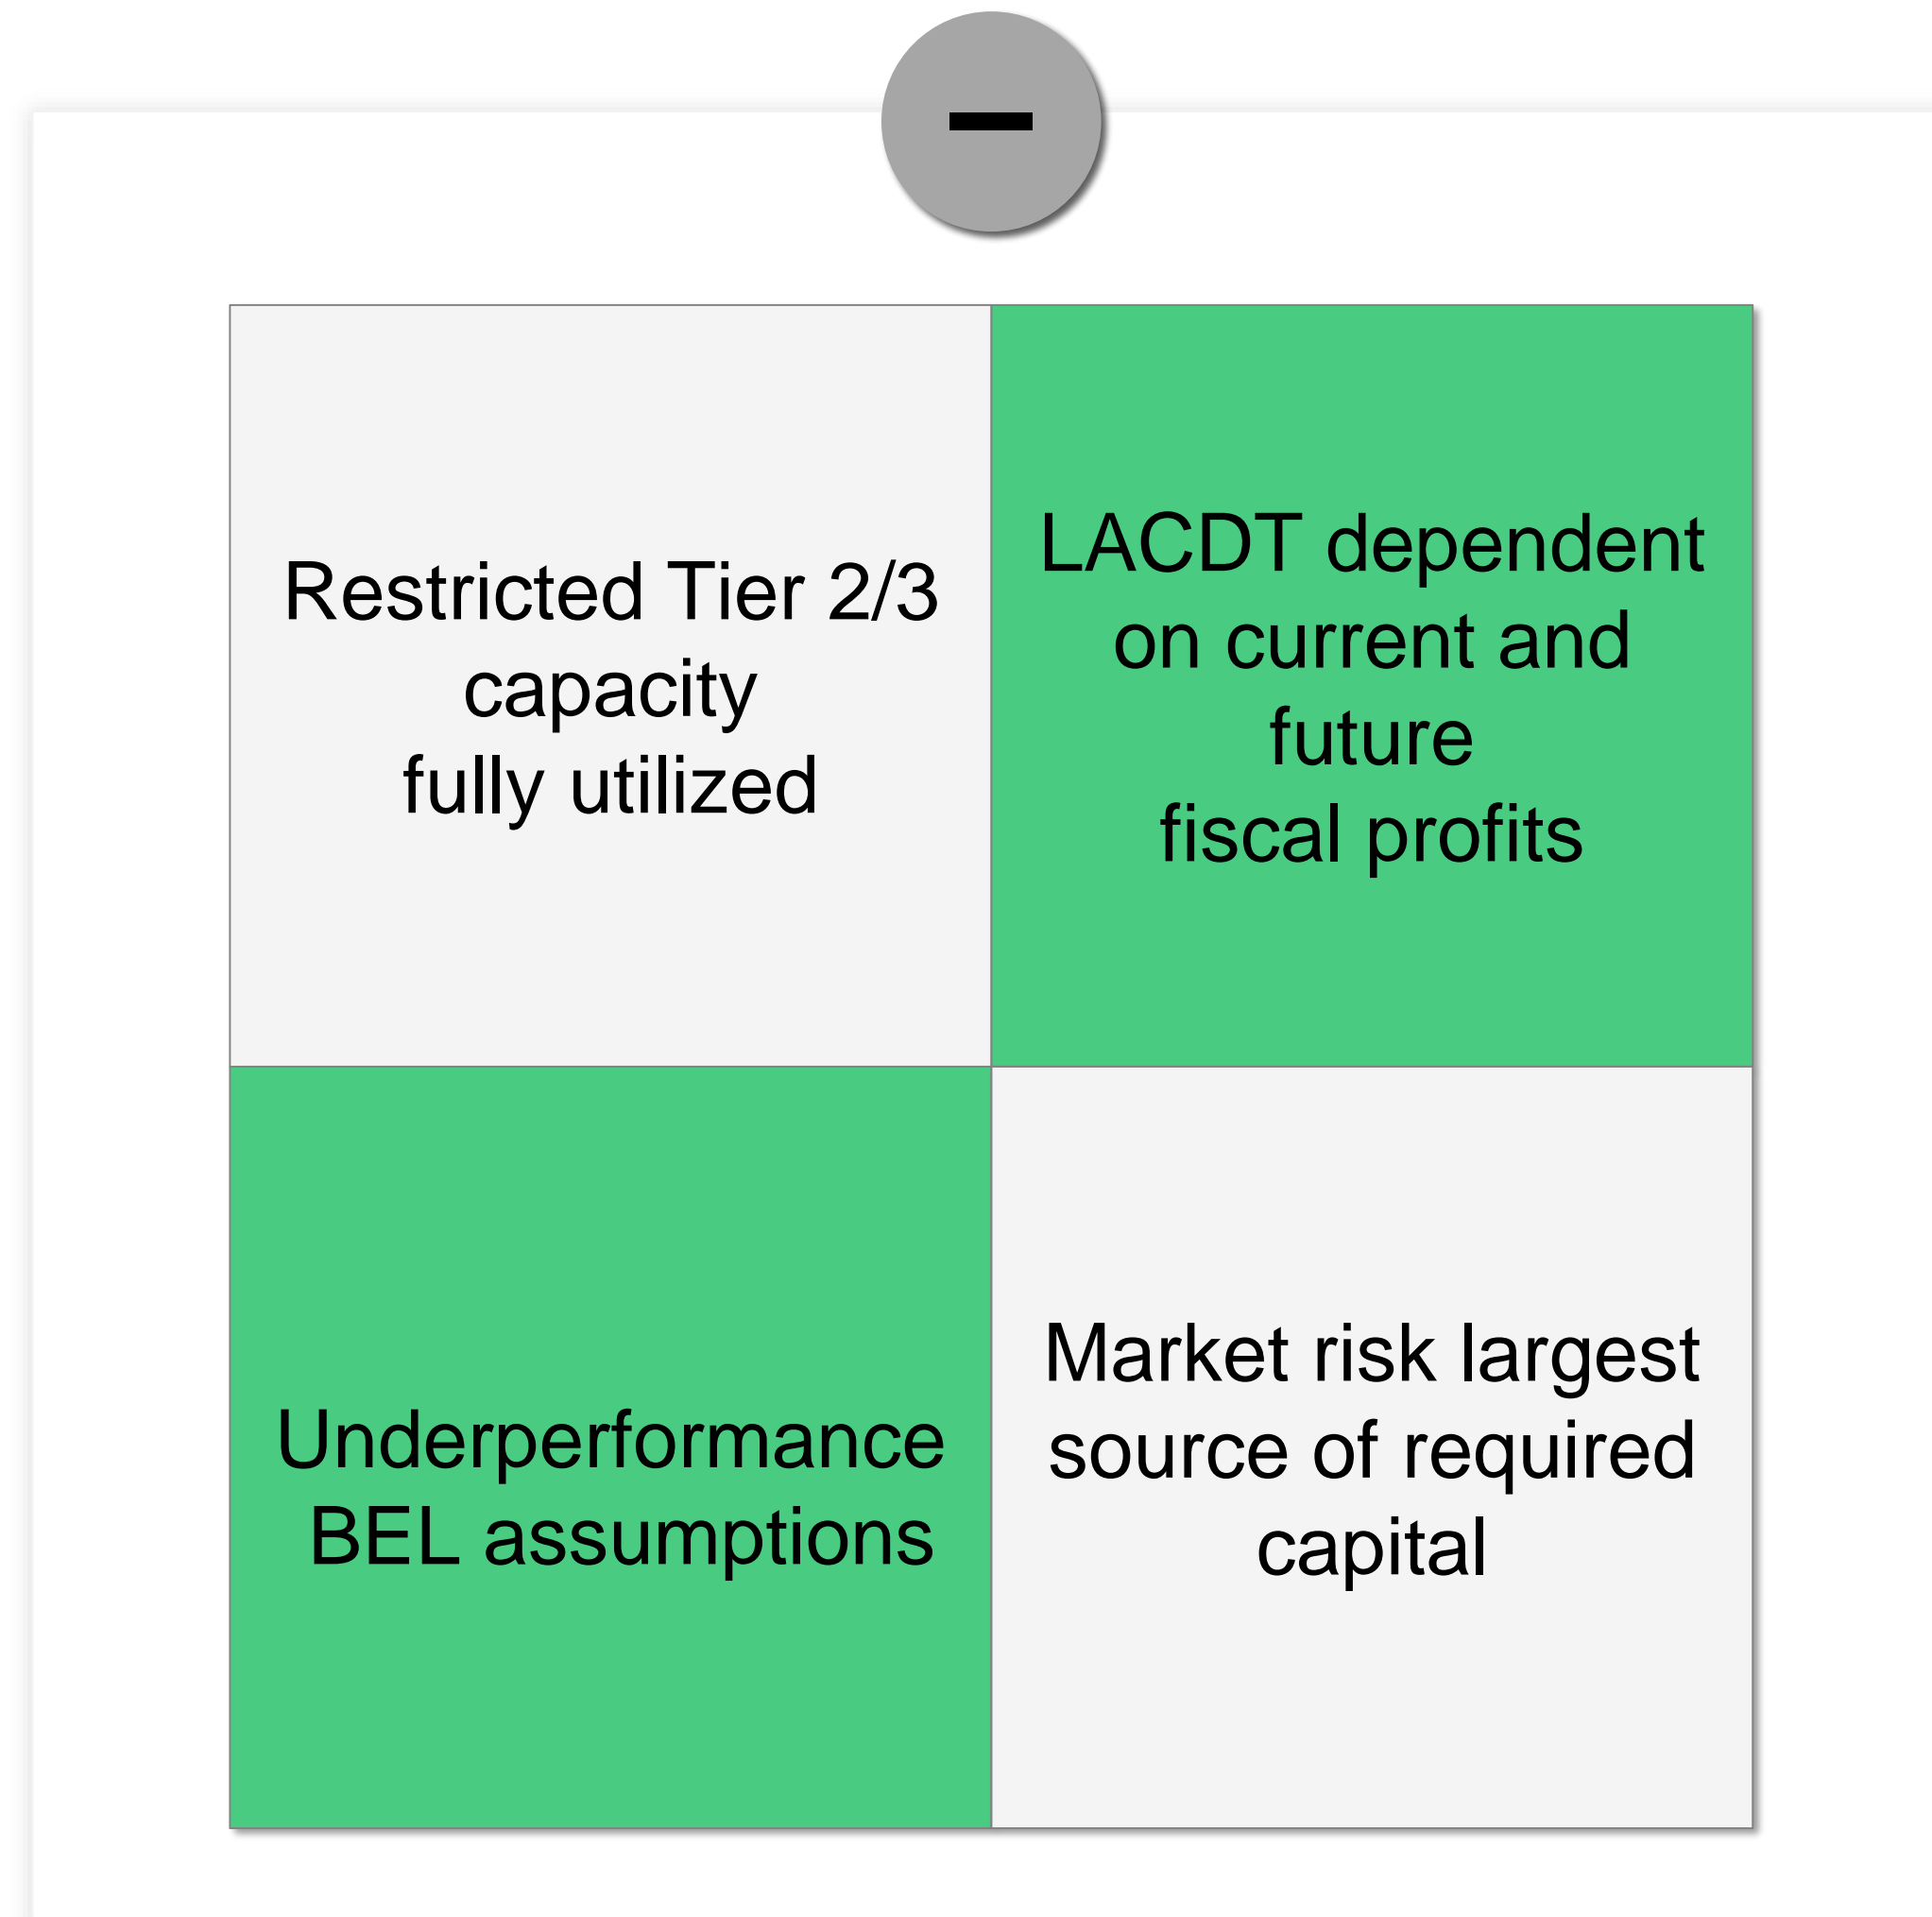 –
Restricted Tier 2/3
capacity
fully utilized
LACDT dependent
on current and
future
fiscal profits
Underperformance
BEL assumptions
Market risk largest
source of required
capital